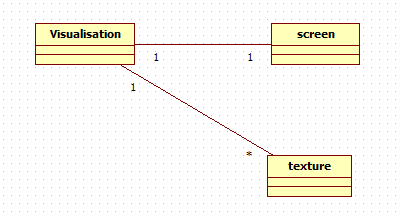 Visualisation
screen
1
1
1
*
texture